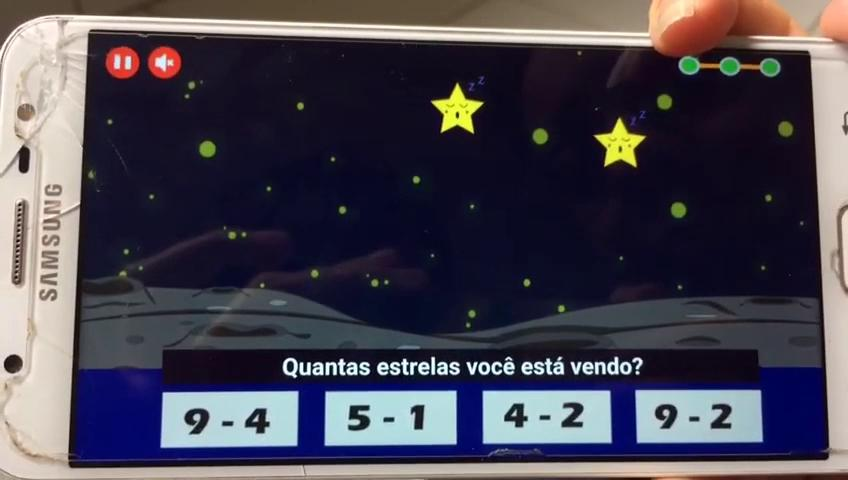 SAMSUNG
z z
z z
Quantas estrelas você está vendo?
9 - 4
5 - 1
4 - 2
9 - 2